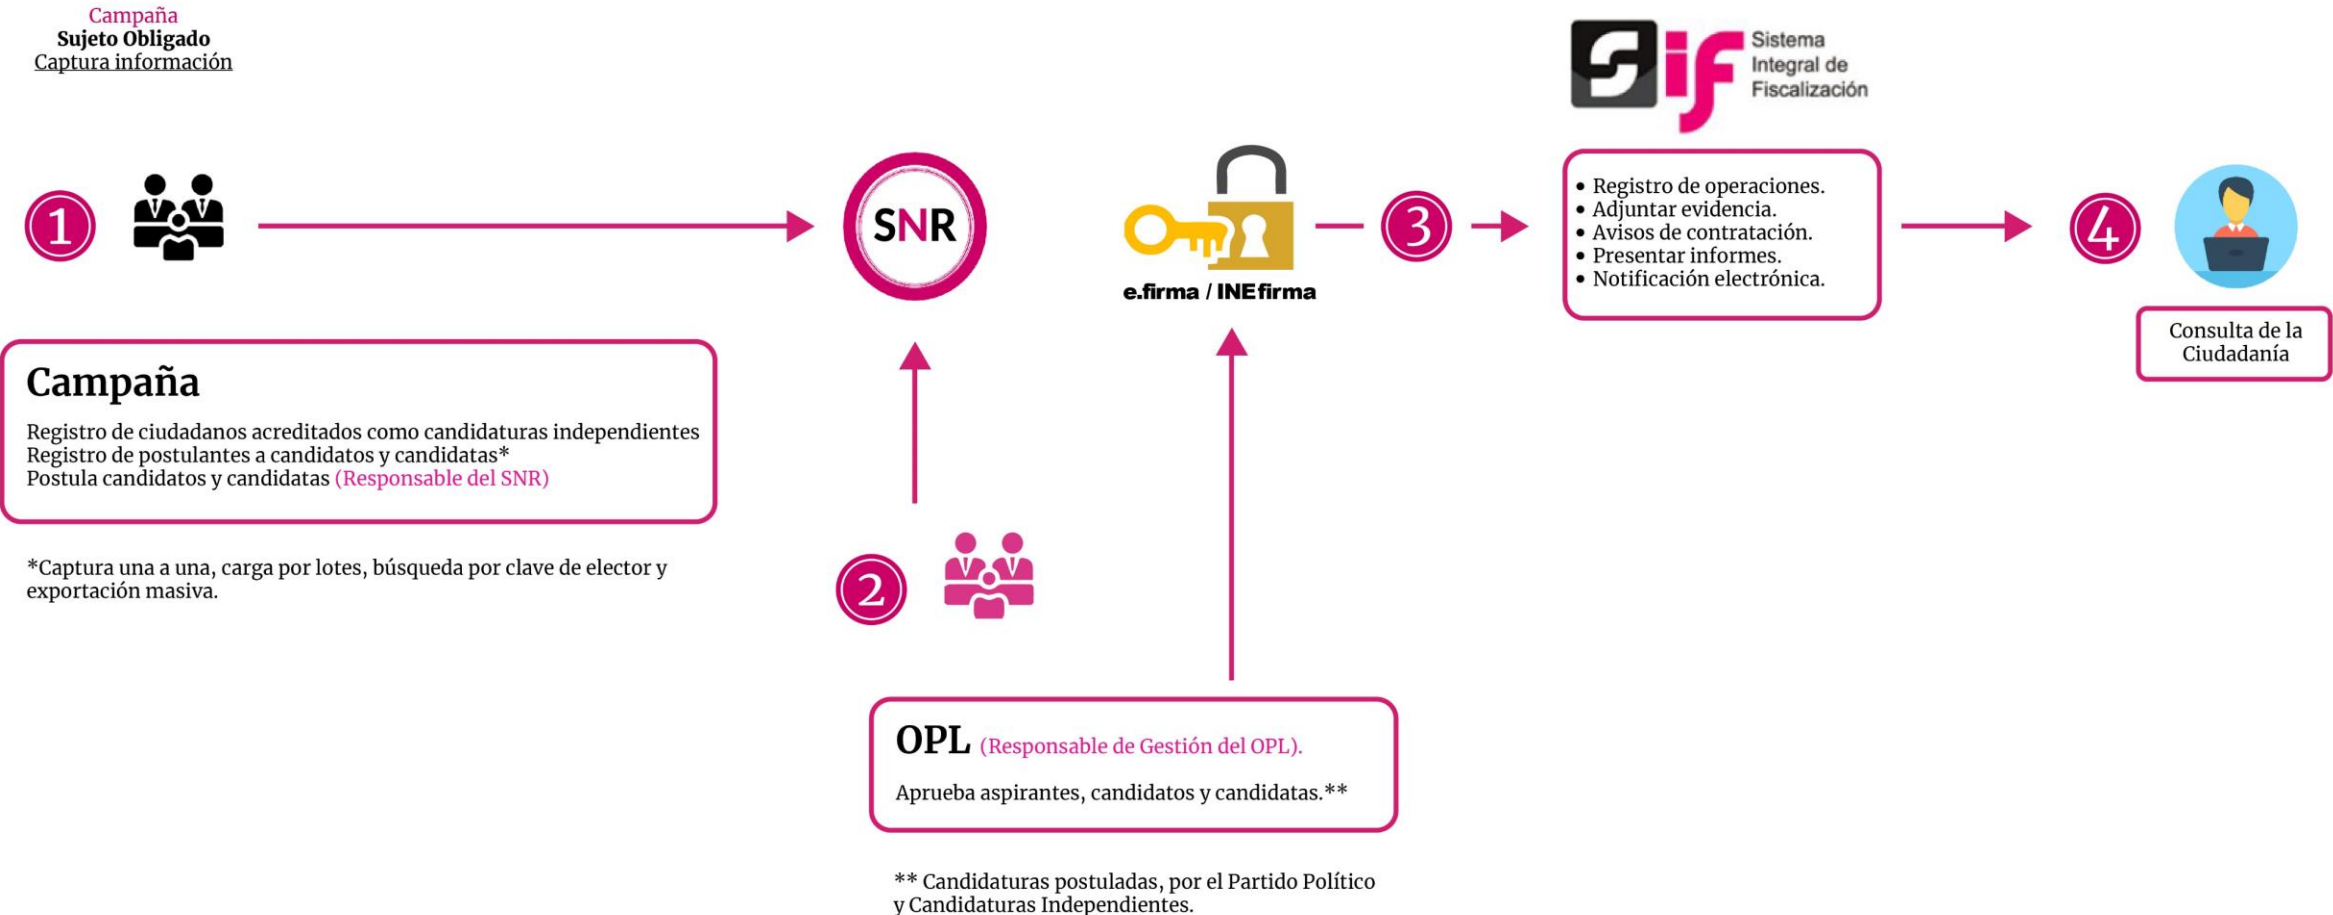 Campaña
Sujeto Obligado
Captura información
1
SNR
e.firma / INEfirma
3
Sif
Sistema
Integral de
Fiscalización
• Registro de operaciones.
• Adjuntar evidencia.
• Avisos de contratación.
• Presentar informes.
• Notificación electrónica.
4
Consulta de la
Ciudadanía
Campaña
Registro de ciudadanos acreditados como candidaturas independientes
Registro de postulantes a candidatos y candidatas*
Postula candidatos y candidatas (Responsable del SNR)
*Captura una a una, carga por lotes, búsqueda por clave de elector y
exportación masiva.
2
OPL (Responsable de Gestión del OPL).
Aprueba aspirantes, candidatos y candidatas.**
** Candidaturas postuladas, por el Partido Político
y Candidaturas Independientes.